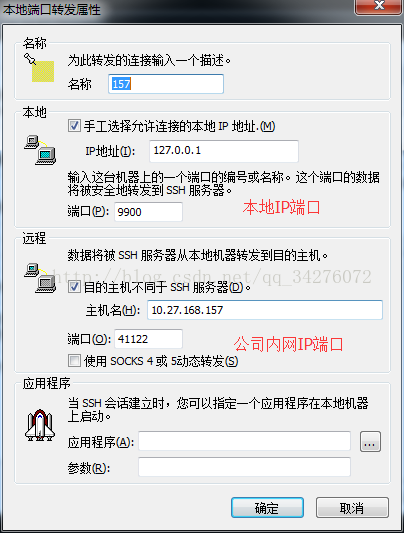 本地端口转发属性
名称
为此转发的连接输入一个描述。
名称 157
本地
手工选择允许连接的本地 IP 地址.(M)
IP地址(I): 127.0.0.1
输入这台机器上的一个端口的编号或名称。这个端口的数据
将被安全地转发到 SSH 服务器。
端口(P): 9900
本地IP端口
远程
数据将被 SSH 服务器从本地机器转发到目的主机。
http://blog.csdn.net/qq_34276072
目的主机不同于 SSH 服务器(D)。
主机名(H): 10.27.168.157
端口(O): 41122
公司内网IP端口
使用 SOCKS 4 或 5动态转发(S)
应用程序
当 SSH 会话建立时，您可以指定一个应用程序在本地机器
上启动。
应用程序(A):
...
参数(R):
确定
取消